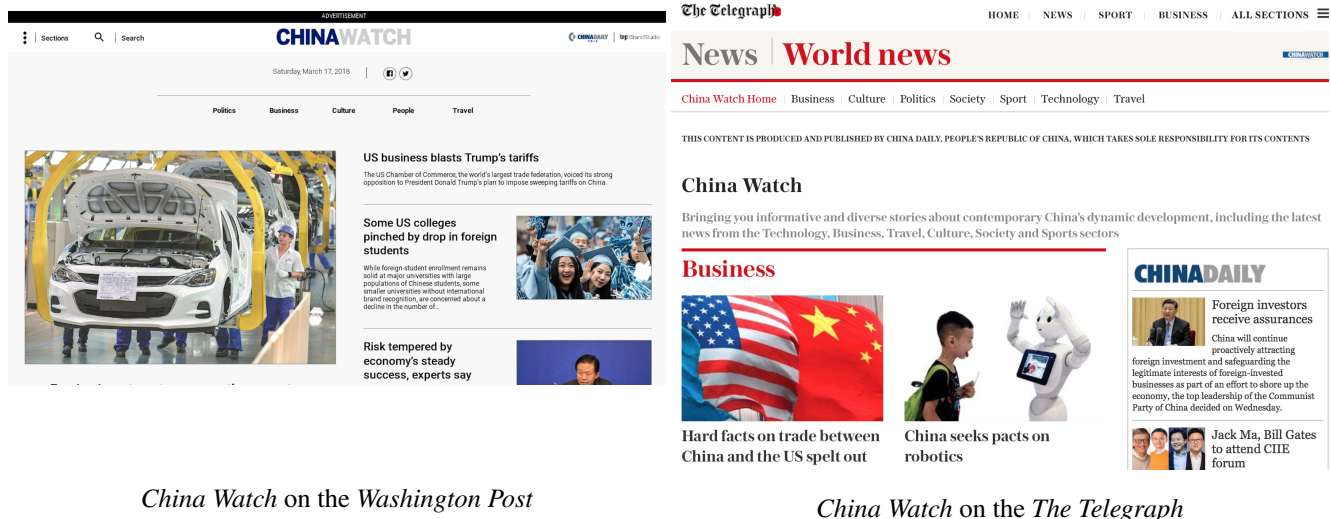 ADVERTISEMENT
Sections
Search
CHINAWATCH
CHINADAILY
BrandStudio
Saturday, March 17, 2018
Politics Business Culture People Travel
US business blasts Trump's tariffs
The US Chamber of Commerce, the world's largest trade federation, voiced its strong
opposition to President Donald Trump's plan to impose sweeping tariffs on China.
Some US colleges
pinched by drop in foreign
students
While foreign-student enrollment remains
solid at major universities with large
populations of Chinese students, some
smaller universities without international
brand recognition, are concerned about a
decline in the number of...
Risk tempered by
economy's steady
success, experts say
China Watch on the Washington Post
The Telegraph
HOME NEWS SPORT BUSINESS ALL SECTIONS
News World news
CHINAWATCH
China Watch Home Business Culture Politics Society Sport Technology Travel
THIS CONTENT IS PRODUCED AND PUBLISHED BY CHINA DAILY, PEOPLE'S REPUBLIC OF CHINA, WHICH TAKES SOLE RESPONSIBILITY FOR ITS CONTENTS
China Watch
Bringing you informative and diverse stories about contemporary China's dynamic development, including the latest
news from the Technology, Business, Travel, Culture, Society and Sports sectors
Business
Hard facts on trade between
China and the US spelt out
China seeks pacts on
robotics
CHINADAILY
Foreign investors
receive assurances
China will continue
proactively attracting
foreign investment and safeguarding the
legitimate interests of foreign-invested
businesses as part of an effort to shore up the
economy, the top leadership of the Communist
Party of China decided on Wednesday.
Jack Ma, Bill Gates
to attend CIIE
forum
China Watch on the The Telegraph